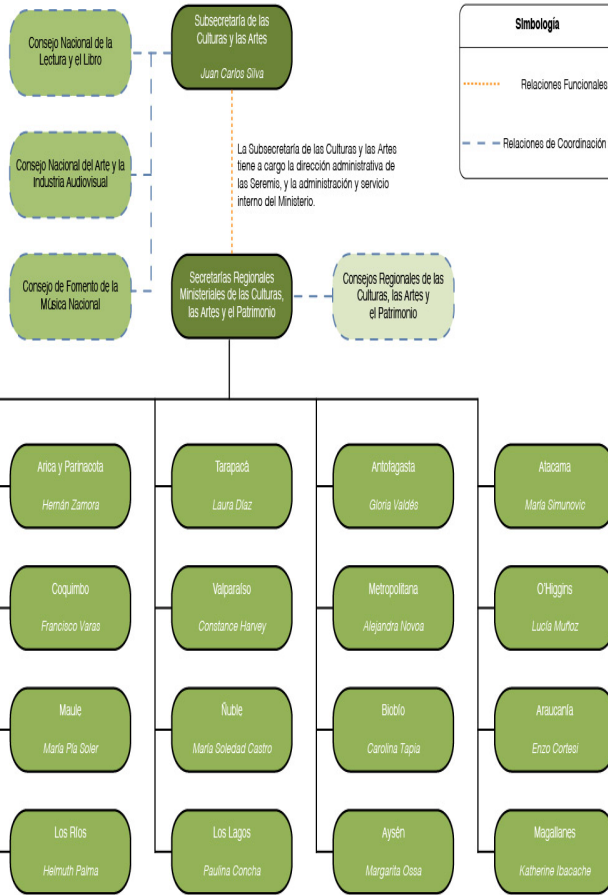 Consejo Nacional de la
Lectura y el Libro
Subsecretaría de las
Culturas y las Artes
Juan Carlos Silva
Simbología
Relaciones Funcionales
Relaciones de Coordinación
Consejo Nacional del Arte y la
Industria Audiovisual
La Subsecretaría de las Culturas y las Artes
tiene a cargo la dirección administrativa de
las Seremis, y la administración y servicio
interno del Ministerio.
Consejo de Fomento de la
Música Nacional
Secretarías Regionales
Ministeriales de las Culturas,
las Artes y el Patrimonio
Consejos Regionales de las
Culturas, las Artes y
el Patrimonio
Arica y Parinacota
Hernán Zamora
Tarapacà
Laura Díaz
Antofagasta
Gloria Valdés
Atacama
María Simunovic
Coquimbo
Francisco Varas
Valparaíso
Constance Harvey
Metropolitana
Alejandra Novoa
O'Higgins
Lucía Muñoz
Maule
María Pía Soler
Ñuble
María Soledad Castro
Biobío
Carolina Tapia
Araucanía
Enzo Cortesi
Los Ríos
Helmuth Palma
Los Lagos
Paulina Concha
Aysén
Margarita Ossa
Magallanes
Katherine Ibacache